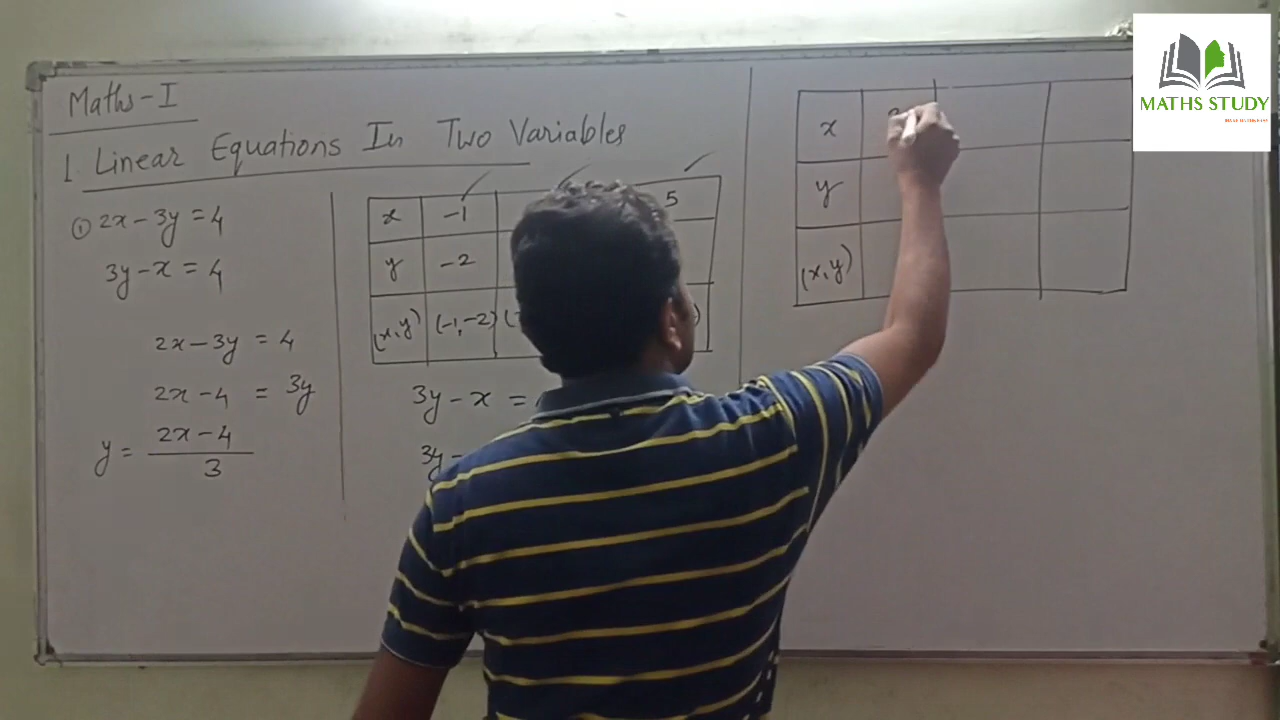 Maths-I
1. Linear Equations In Two Variables
① 2x-3y = 4
3y-x = 4
2x-3y = 4
2x-4 = 3y
y = 2x-4
3
x -1 5
y -2
(x,y) (-1,-2)
3y-x =
3y-
x
y
(x,y)
MATHS STUDY